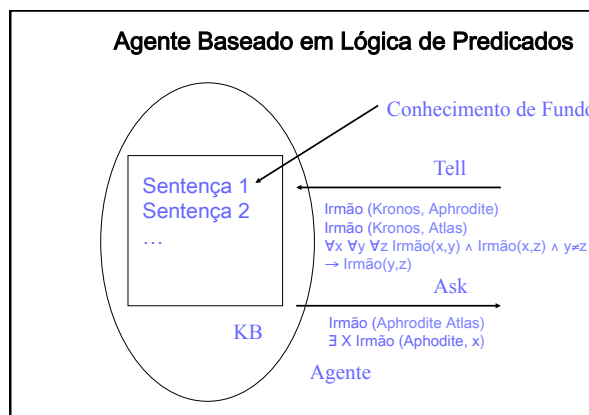 Agente Baseado em Lógica de Predicados
Conhecimento de Fundo
Tell
Sentença 1
Sentença 2
…
Irmão (Kronos, Aphrodite)
Irmão (Kronos, Atlas)
∀x ∀y ∀z Irmão(x,y) ∧ Irmão(x,z) ∧ y≠z
→ Irmão(y,z)
Ask
Irmão (Aphrodite Atlas)
∃ X Irmão (Aphodite, x)
KB
Agente